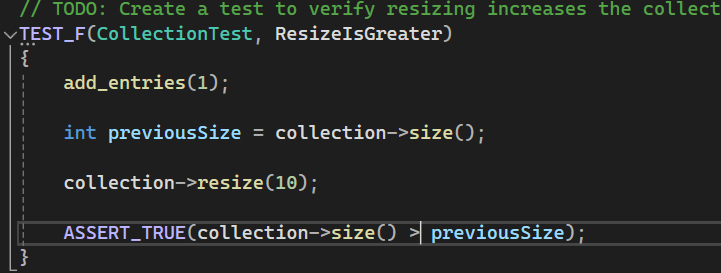 // TODO: Create a test to verify resizing increases the collect
TEST_F(CollectionTest, ResizeIsGreater)
{
add_entries(1);
int previousSize = collection->size();
collection->resize(10);
ASSERT_TRUE(collection->size() > previousSize);
}